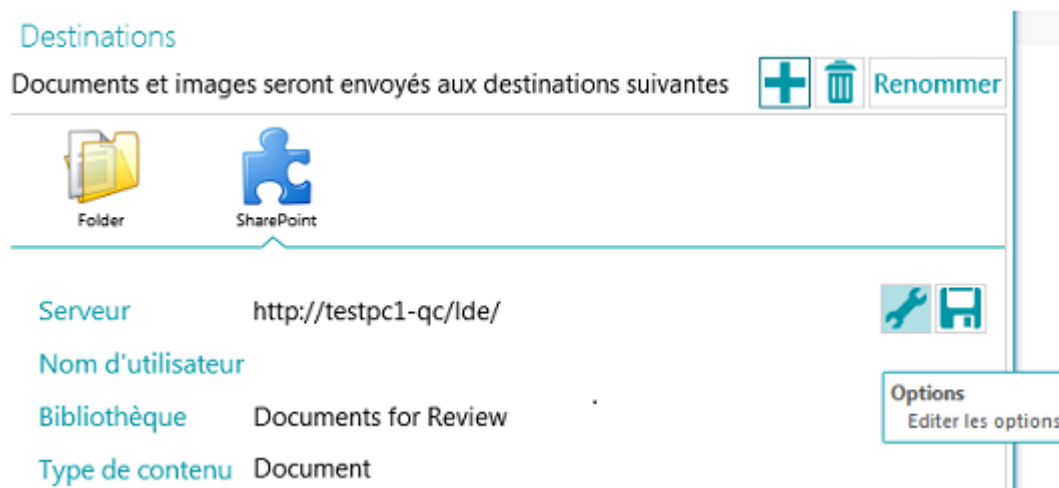 Destinations
Documents et images seront envoyés aux destinations suivantes Renommer
Folder SharePoint
Serveur http://testpc1-qc/lde/
Nom d'utilisateur
Bibliothèque Documents for Review
Options
Editer les options
Type de contenu Document